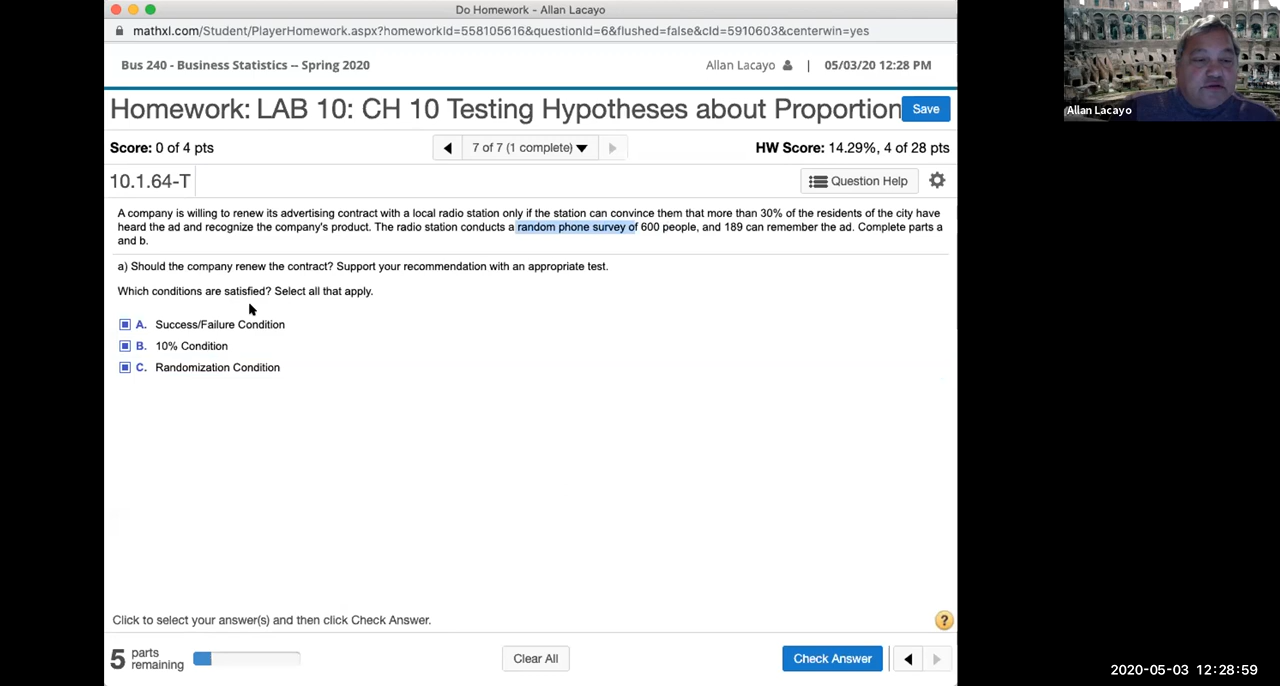 Do Homework - Allan Lacayo
mathxl.com/Student/PlayerHomework.aspx?homeworkId=558105616&questionId=6&flushed=false&cId=5910603&centerwin=yes
Bus 240 - Business Statistics -- Spring 2020
Allan Lacayo | 05/03/20 12:28 PM
Homework: LAB 10: CH 10 Testing Hypotheses about Proportion
Save
Score: 0 of 4 pts
7 of 7 (1 complete)
HW Score: 14.29%, 4 of 28 pts
10.1.64-T
Question Help
A company is willing to renew its advertising contract with a local radio station only if the station can convince them that more than 30% of the residents of the city have
heard the ad and recognize the company's product. The radio station conducts a random phone survey of 600 people, and 189 can remember the ad. Complete parts a
and b.
a) Should the company renew the contract? Support your recommendation with an appropriate test.
Which conditions are satisfied? Select all that apply.
A. Success/Failure Condition
B. 10% Condition
C. Randomization Condition
Click to select your answer(s) and then click Check Answer.
?
5 parts
remaining
Clear All
Check Answer
Allan Lacayo
2020-05-03 12:28:59